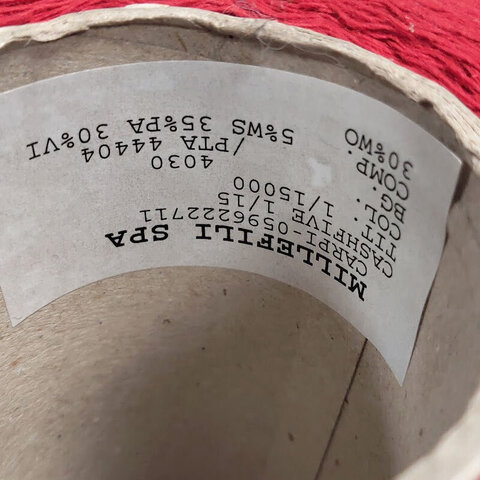 MILLEFILI SPA
CARPI-0596222711
CASHFIVE 1/15
TIT. 1/15000
COL. 4030
BG. /PTA 44404
COMP.
30%WO 5%WS 35%PA 30%VI